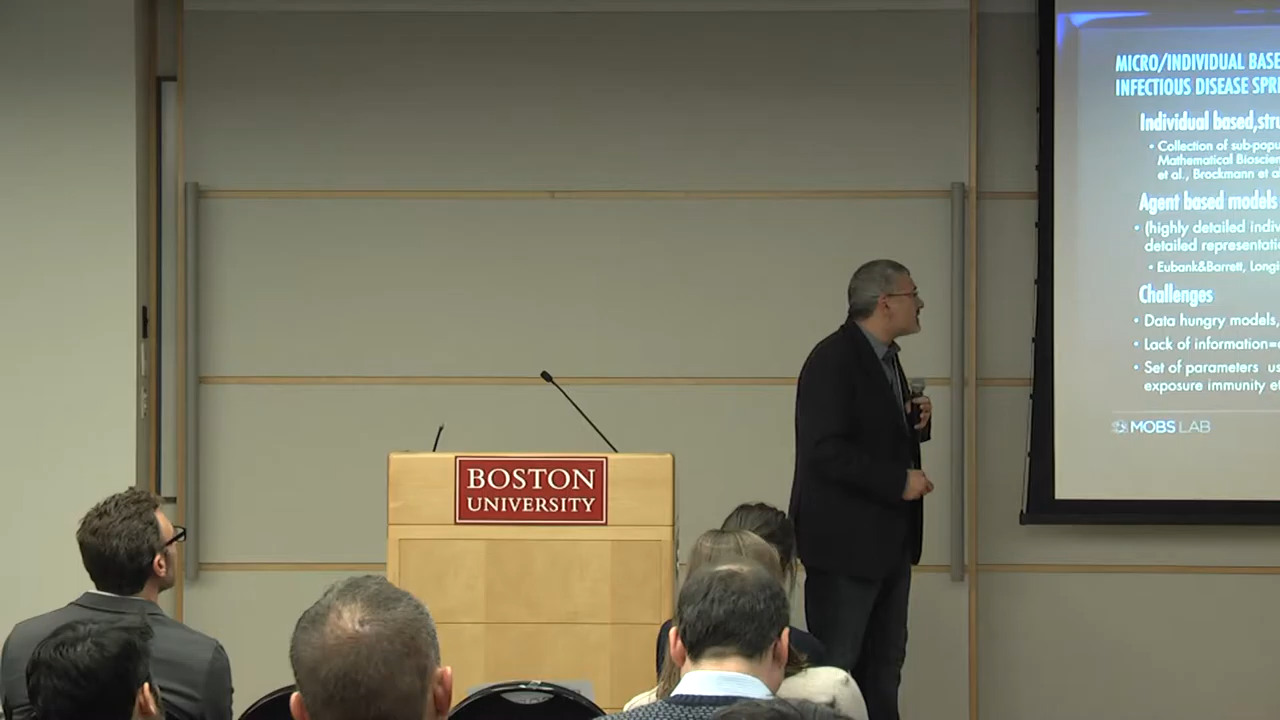 MICRO/INDIVIDUAL BASE
INFECTIOUS DISEASE SPR
Individual based,stru
• Collection of sub-popu
Mathematical Bioscien
et al., Brockmann et a
Agent based models
• (highly detailed indiv
detailed representati
• Eubank&Barrett, Longi
Challenges
• Data hungry models,
• Lack of information=
• Set of parameters us
exposure immunity et
MOBS LAB
BOSTON
UNIVERSITY